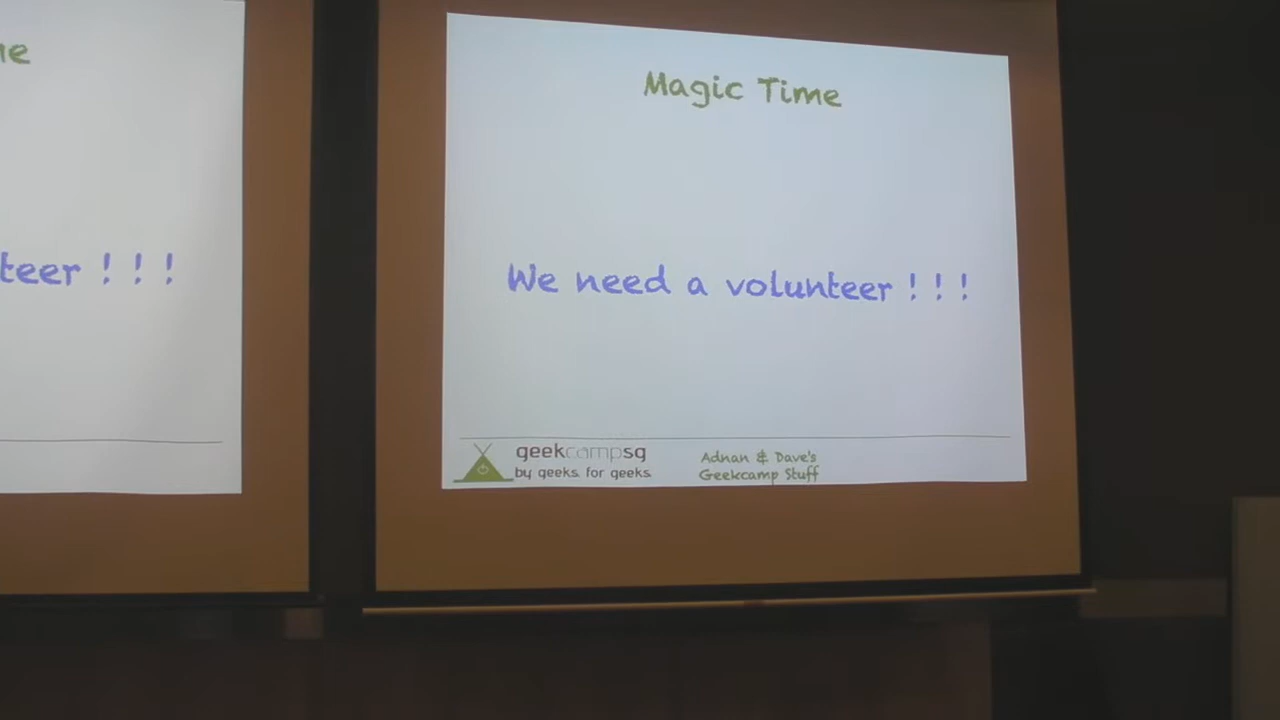 ne
teer ! ! !
Magic Time
We need a volunteer ! ! !
geekcampsg
by geeks. for geeks.
Adnan & Dave's
Geekcamp Stuff